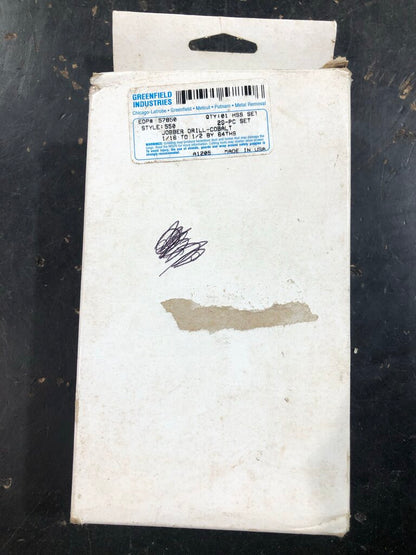 GREENFIELD
INDUSTRIES
Chicago-Latrobe • Greenfield • Metcut • Putnam • Metal Removal
EDP# 57850 QTY:01 HSS SET
STYLE:550 29-PC SET
JOBBER DRILL-COBALT
1/16 TO 1/2 BY 64THS
A1205 MADE IN USA